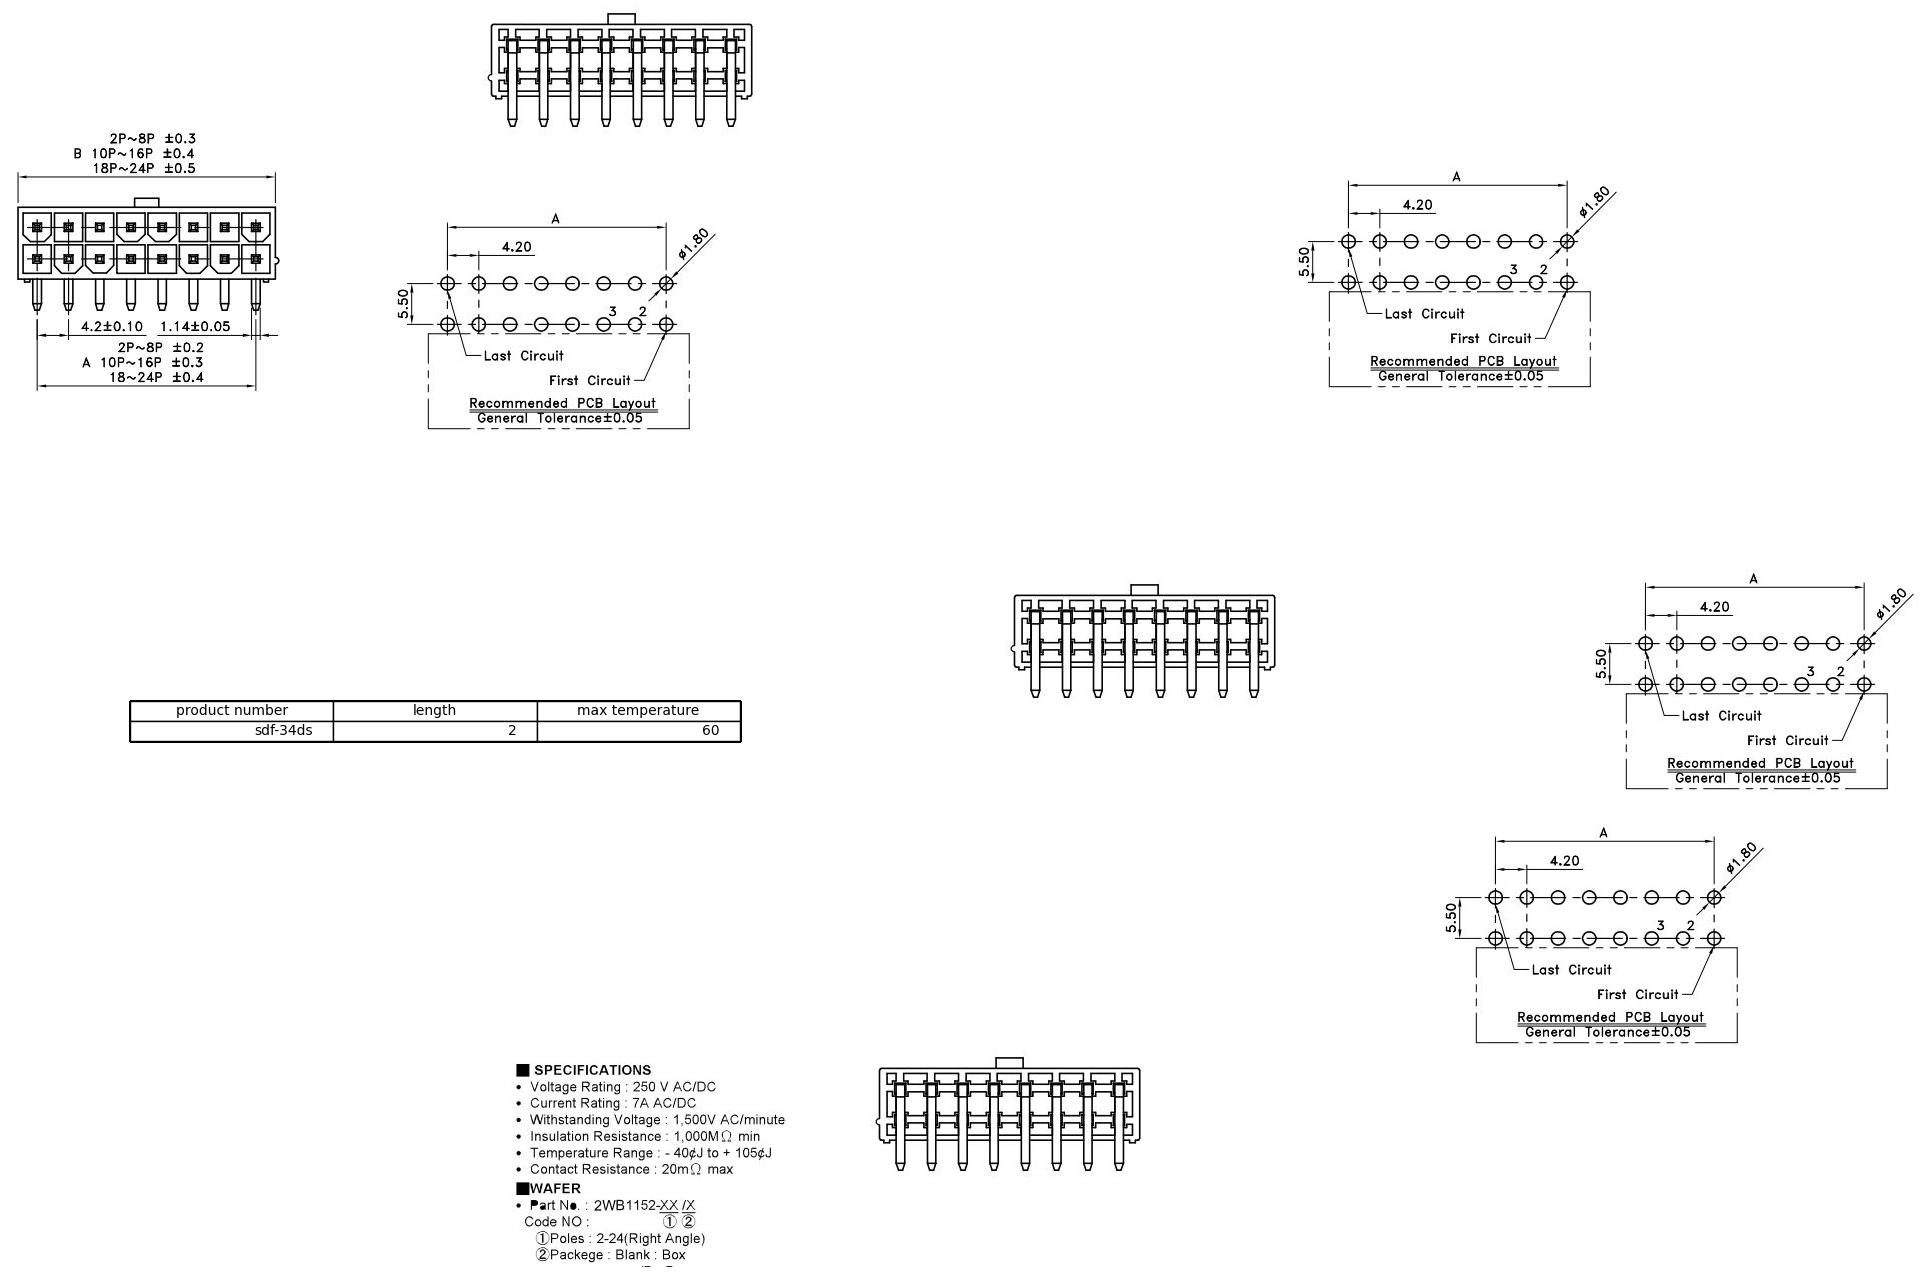 2P~8P ±0.3
B 10P~16P ±0.4
18P~24P ±0.5
4.2±0.10 1.14±0.05
2P~8P ±0.2
A 10P~16P ±0.3
18~24P ±0.4
A
4.20
ø1.80
5.50
3 2
Last Circuit
First Circuit
Recommended PCB Layout
General Tolerance±0.05
A
4.20
ø1.80
5.50
3 2
Last Circuit
First Circuit
Recommended PCB Layout
General Tolerance±0.05
A
4.20
ø1.80
5.50
3 2
Last Circuit
First Circuit
Recommended PCB Layout
General Tolerance±0.05
product number length max temperature
sdf-34ds 2 60
A
4.20
ø1.80
5.50
3 2
Last Circuit
First Circuit
Recommended PCB Layout
General Tolerance±0.05
■ SPECIFICATIONS
• Voltage Rating : 250 V AC/DC
• Current Rating : 7A AC/DC
• Withstanding Voltage : 1,500V AC/minute
• Insulation Resistance : 1,000MΩ min
• Temperature Range : - 40¢J to + 105¢J
• Contact Resistance : 20mΩ max
■WAFER
• Part No. : 2WB1152-XX /X
Code NO : ① ②
①Poles : 2-24(Right Angle)
②Packege : Blank : Box